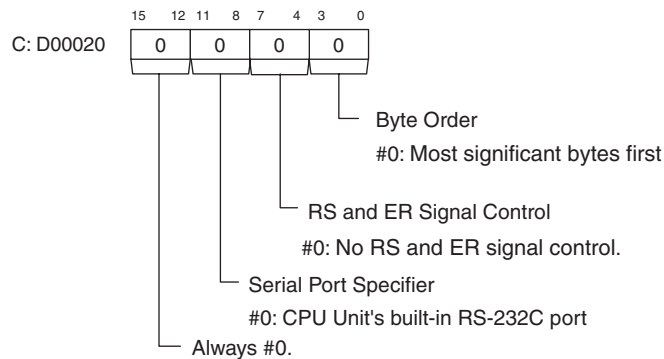 15 12 11 8 7 4 3 0
C: D00020 0 0 0 0
Byte Order
#0: Most significant bytes first
RS and ER Signal Control
#0: No RS and ER signal control.
Serial Port Specifier
#0: CPU Unit's built-in RS-232C port
Always #0.